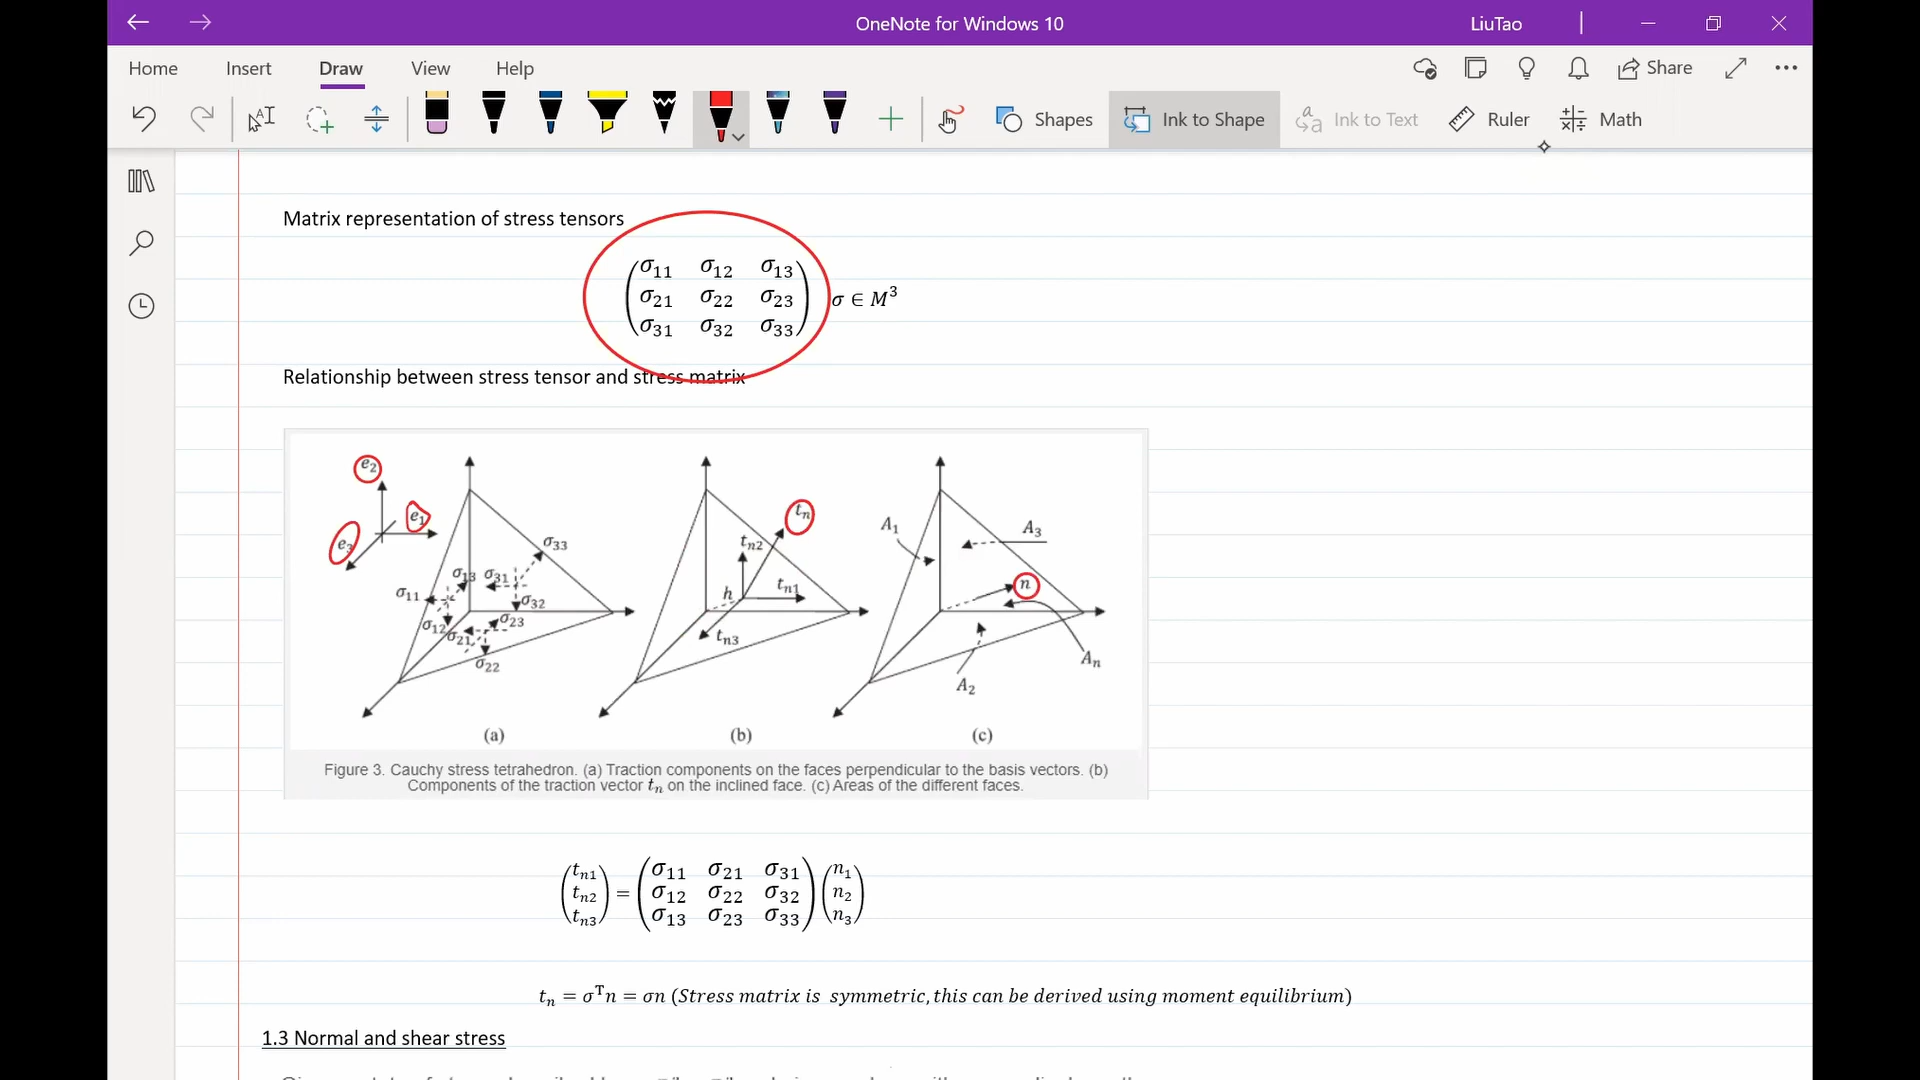 OneNote for Windows 10
LiuTao
Home Insert Draw View Help
Share
Shapes Ink to Shape Ink to Text Ruler Math
Matrix representation of stress tensors
σ11 σ12 σ13
σ21 σ22 σ23 σ ∈ M³
σ31 σ32 σ33
Relationship between stress tensor and stress matrix
e2
e1
e3
σ33
σ13 σ31
σ11
σ32
σ12
σ21
σ23
σ22
(a)
tn
tn2
h
tn1
tn3
(b)
A1
A3
n
An
A2
(c)
Figure 3. Cauchy stress tetrahedron. (a) Traction components on the faces perpendicular to the basis vectors. (b)
Components of the traction vector tn on the inclined face. (c) Areas of the different faces.
tn1 σ11 σ21 σ31 n1
tn2 = σ12 σ22 σ32 n2
tn3 σ13 σ23 σ33 n3
tn = σᵀn = σn (Stress matrix is symmetric, this can be derived using moment equilibrium)
1.3 Normal and shear stress